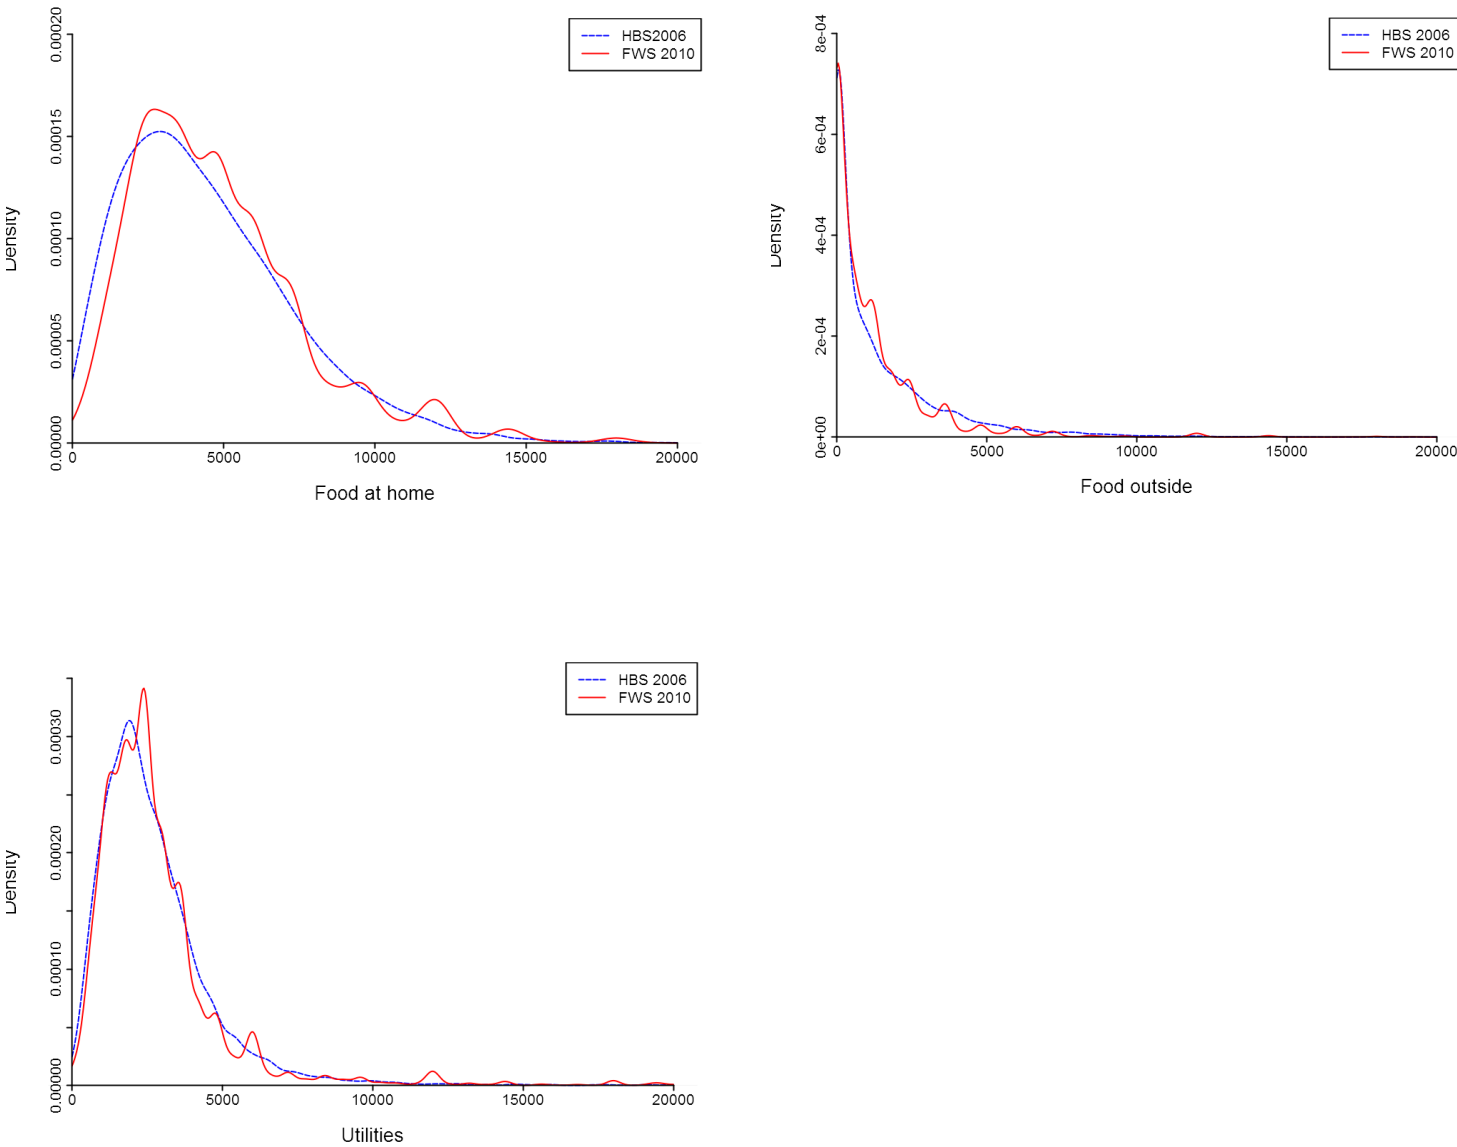 0.00000 0.00005 0.00010 0.00015 0.00020
Density
HBS2006
FWS 2010
0 5000 10000 15000 20000
Food at home
0e+00 2e-04 4e-04 6e-04 8e-04
Density
HBS 2006
FWS 2010
0 5000 10000 15000 20000
Food outside
0.00000 0.00010 0.00020 0.00030
Density
HBS 2006
FWS 2010
0 5000 10000 15000 20000
Utilities